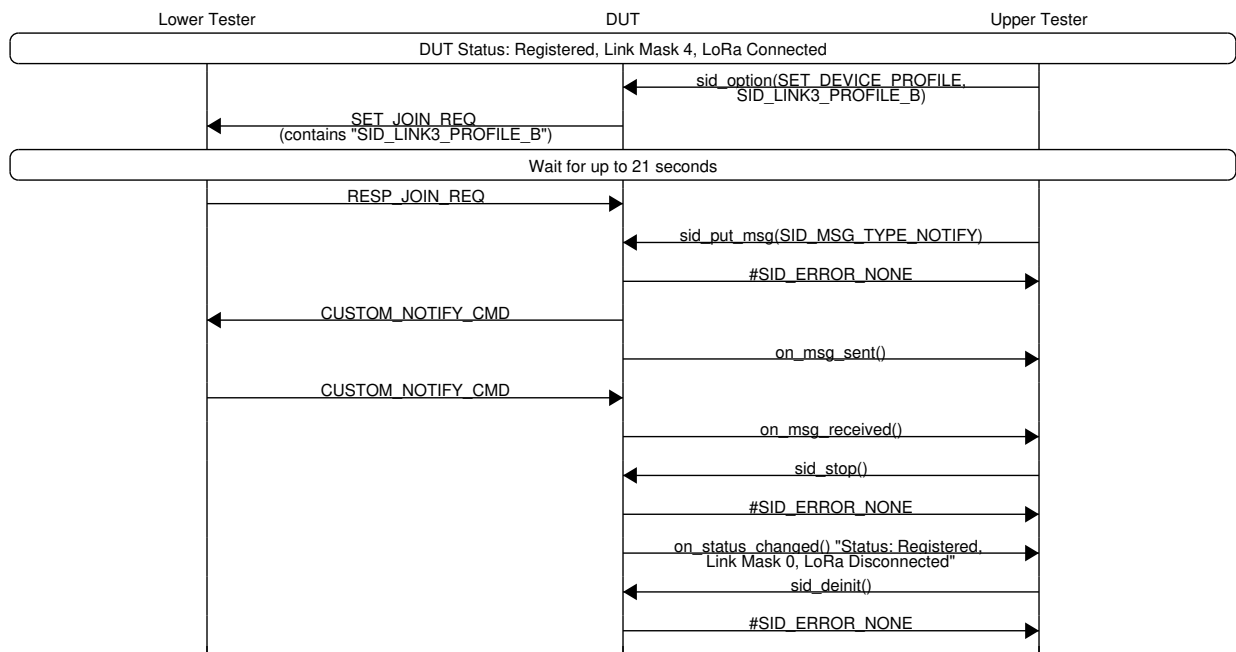 Lower Tester
DUT
Upper Tester
DUT Status: Registered, Link Mask 4, LoRa Connected
sid_option(SET_DEVICE_PROFILE,
SID_LINK3_PROFILE_B)
SET_JOIN_REQ
(contains "SID_LINK3_PROFILE_B")
Wait for up to 21 seconds
RESP_JOIN_REQ
sid_put_msg(SID_MSG_TYPE_NOTIFY)
#SID_ERROR_NONE
CUSTOM_NOTIFY_CMD
on_msg_sent()
CUSTOM_NOTIFY_CMD
on_msg_received()
sid_stop()
#SID_ERROR_NONE
on_status_changed() "Status: Registered,
Link Mask 0, LoRa Disconnected"
sid_deinit()
#SID_ERROR_NONE